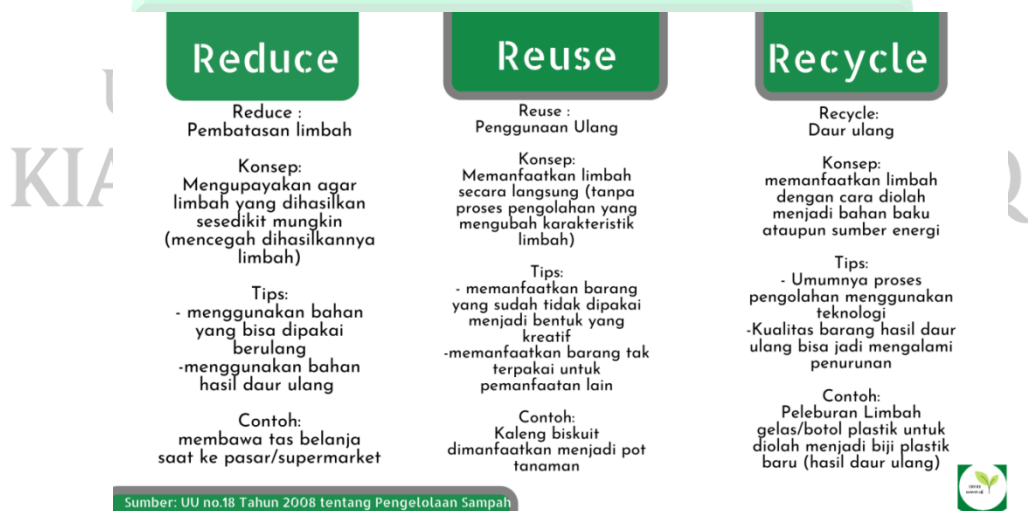 Reduce
Reduce :
Pembatasan limbah
Konsep:
Mengupayakan agar
limbah yang dihasilkan
sesedikit mungkin
(mencegah dihasilkannya
limbah)
Tips:
- menggunakan bahan
yang bisa dipakai
berulang
-menggunakan bahan
hasil daur ulang
Contoh:
membawa tas belanja
saat ke pasar/supermarket
Reuse
Reuse :
Penggunaan Ulang
Konsep:
Memanfaatkan limbah
secara langsung (tanpa
proses pengolahan yang
mengubah karakteristik
limbah)
Tips:
- memanfaatkan barang
yang sudah tidak dipakai
menjadi bentuk yang
kreatif
-memanfaatkan barang tak
terpakai untuk
pemanfaatan lain
Contoh:
Kaleng biskuit
dimanfaatkan menjadi pot
tanaman
Recycle
Recycle:
Daur ulang
Konsep:
memanfaatkan limbah
dengan cara diolah
menjadi bahan baku
ataupun sumber energi
Tips:
- Umumnya proses
pengolahan menggunakan
teknologi
-Kualitas barang hasil daur
ulang bisa jadi mengalami
penurunan
Contoh:
Peleburan Limbah
gelas/botol plastik untuk
diolah menjadi biji plastik
baru (hasil daur ulang)
Sumber: UU no.18 Tahun 2008 tentang Pengelolaan Sampah